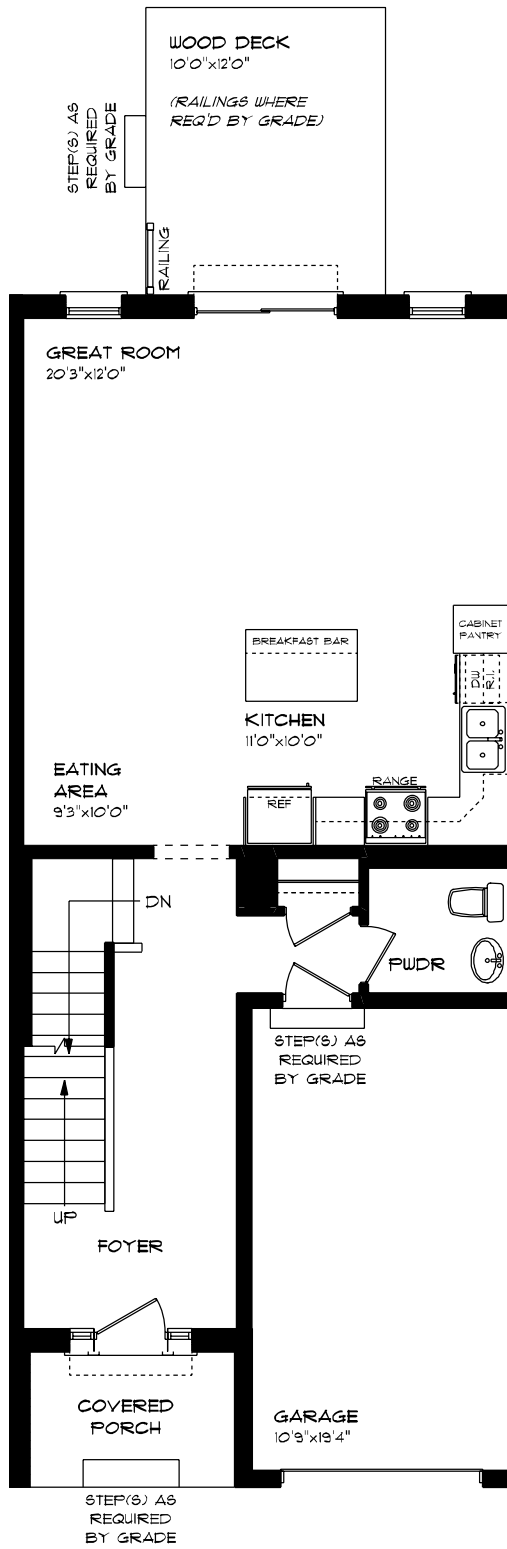 WOOD DECK
10'0"x12'0"
(RAILINGS WHERE
REQ'D BY GRADE)
STEP(S) AS
REQUIRED
BY GRADE
RAILING
GREAT ROOM
20'3"x12'0"
CABINET
PANTRY
BREAKFAST BAR
DW
R.I.
KITCHEN
11'0"x10'0"
EATING
AREA
9'3"x10'0"
REF
RANGE
DN
PWDR
STEP(S) AS
REQUIRED
BY GRADE
UP
FOYER
COVERED
PORCH
GARAGE
10'9"x19'4"
STEP(S) AS
REQUIRED
BY GRADE